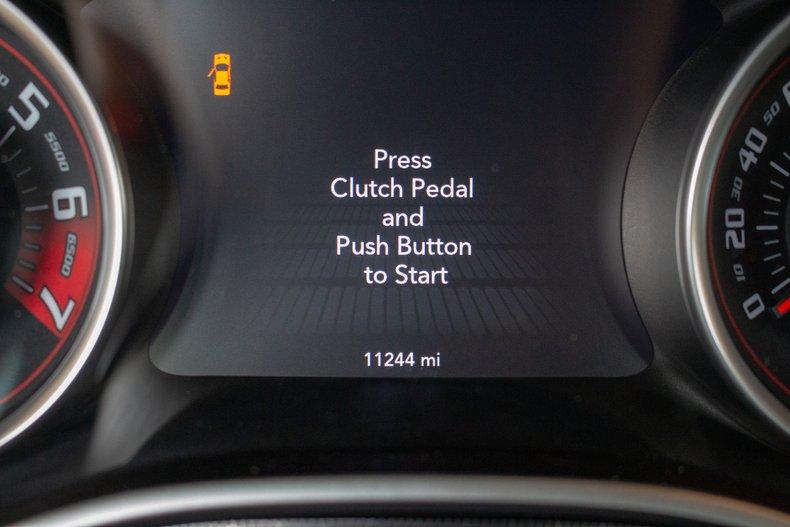 5
5500
6
6500
7
Press
Clutch Pedal
and
Push Button
to Start
11244 mi
50
40
30
20
10
0